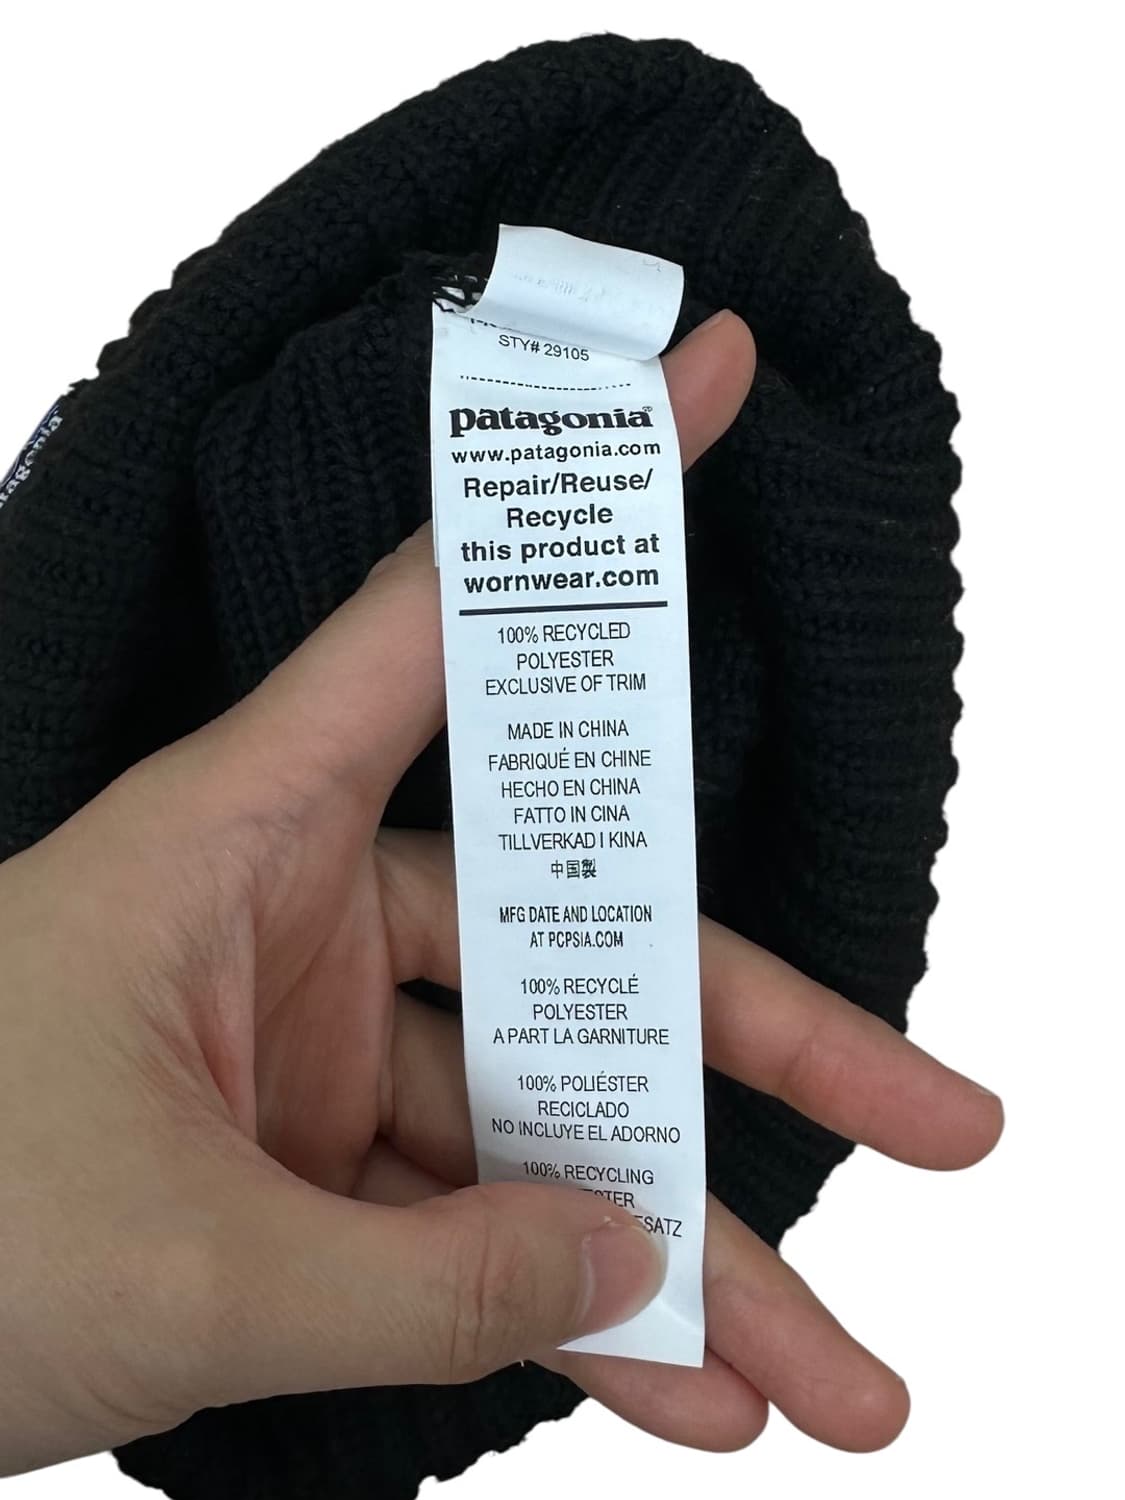 STY# 29105
patagonia®
www.patagonia.com
Repair/Reuse/
Recycle
this product at
wornwear.com
100% RECYCLED
POLYESTER
EXCLUSIVE OF TRIM
MADE IN CHINA
FABRIQUÉ EN CHINE
HECHO EN CHINA
FATTO IN CINA
TILLVERKAD I KINA
中国製
MFG DATE AND LOCATION
AT PCPSIA.COM
100% RECYCLÉ
POLYESTER
A PART LA GARNITURE
100% POLIÉSTER
RECICLADO
NO INCLUYE EL ADORNO
100% RECYCLING